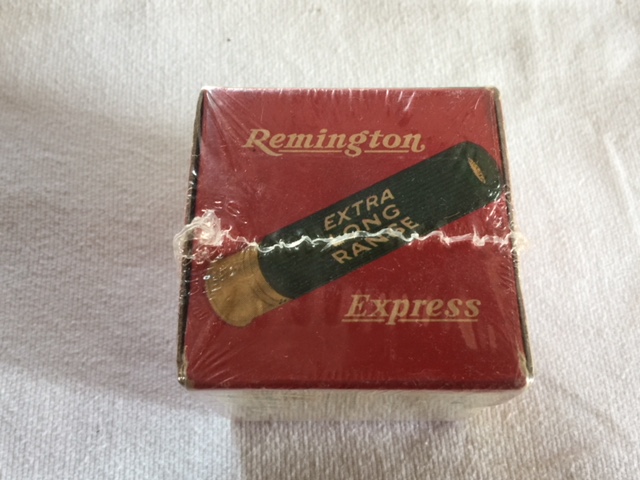 Remington
EXTRA
LONG
RANGE
Express